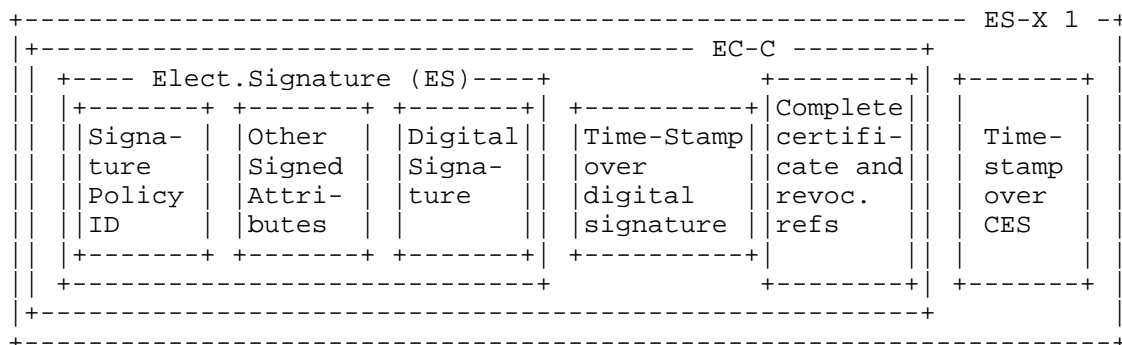 ES-X 1
EC-C
Elect.Signature (ES)
Complete
Signa- Other Digital Time-Stamp certifi- Time-
ture Signed Signa- over cate and stamp
Policy Attri- ture digital revoc. over
ID butes signature refs CES